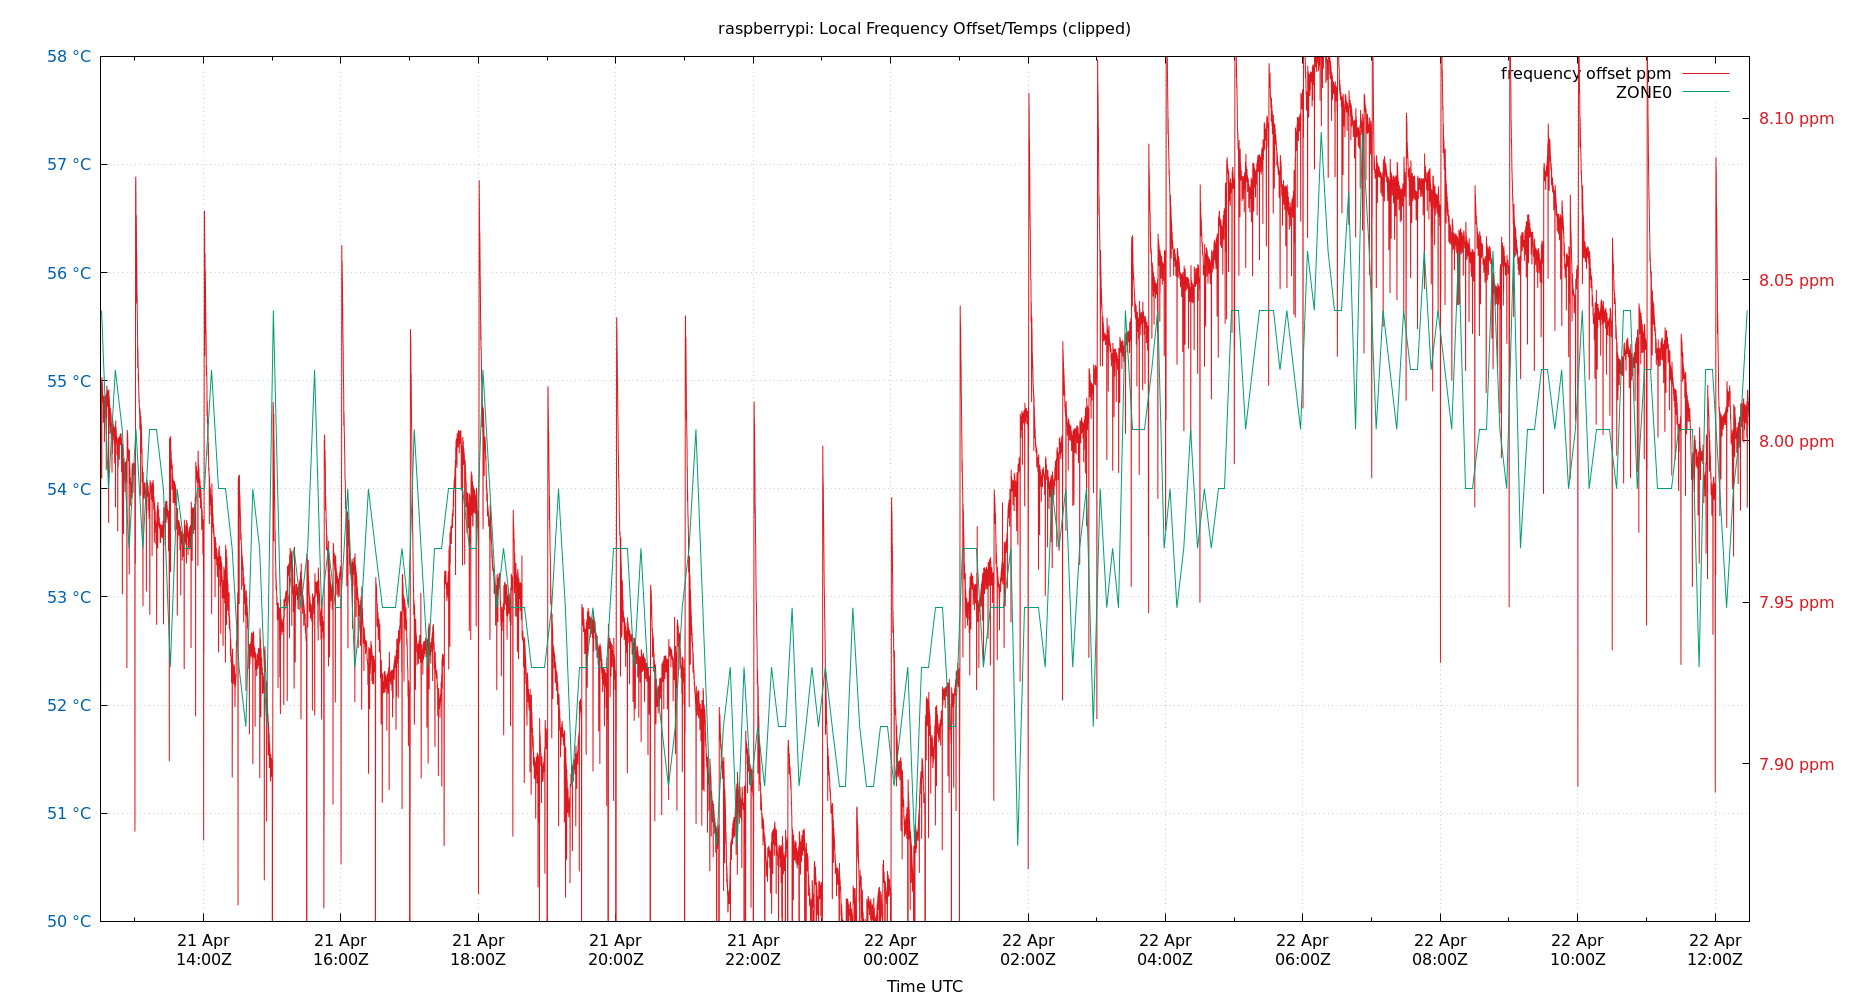 raspberrypi: Local Frequency Offset/Temps (clipped)
58 °C
57 °C
56 °C
55 °C
54 °C
53 °C
52 °C
51 °C
50 °C
frequency offset ppm
ZONE0
8.10 ppm
8.05 ppm
8.00 ppm
7.95 ppm
7.90 ppm
21 Apr
14:00Z
21 Apr
16:00Z
21 Apr
18:00Z
21 Apr
20:00Z
21 Apr
22:00Z
22 Apr
00:00Z
22 Apr
02:00Z
22 Apr
04:00Z
22 Apr
06:00Z
22 Apr
08:00Z
22 Apr
10:00Z
22 Apr
12:00Z
Time UTC